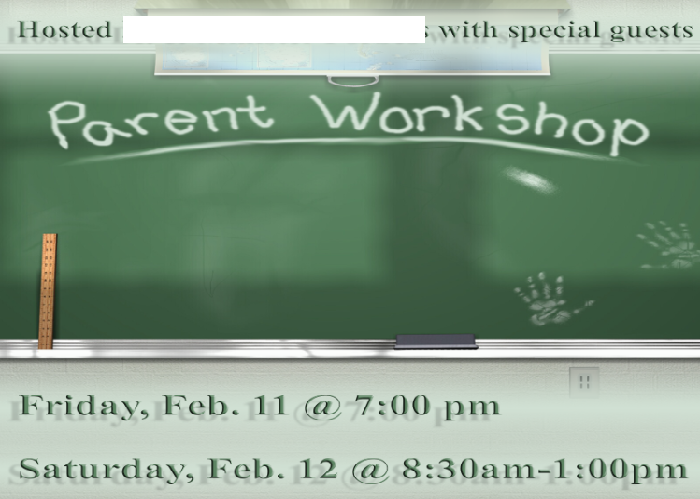 Hosted with special guests
Parent Workshop
Friday, Feb. 11 @ 7:00 pm
Saturday, Feb. 12 @ 8:30am-1:00pm